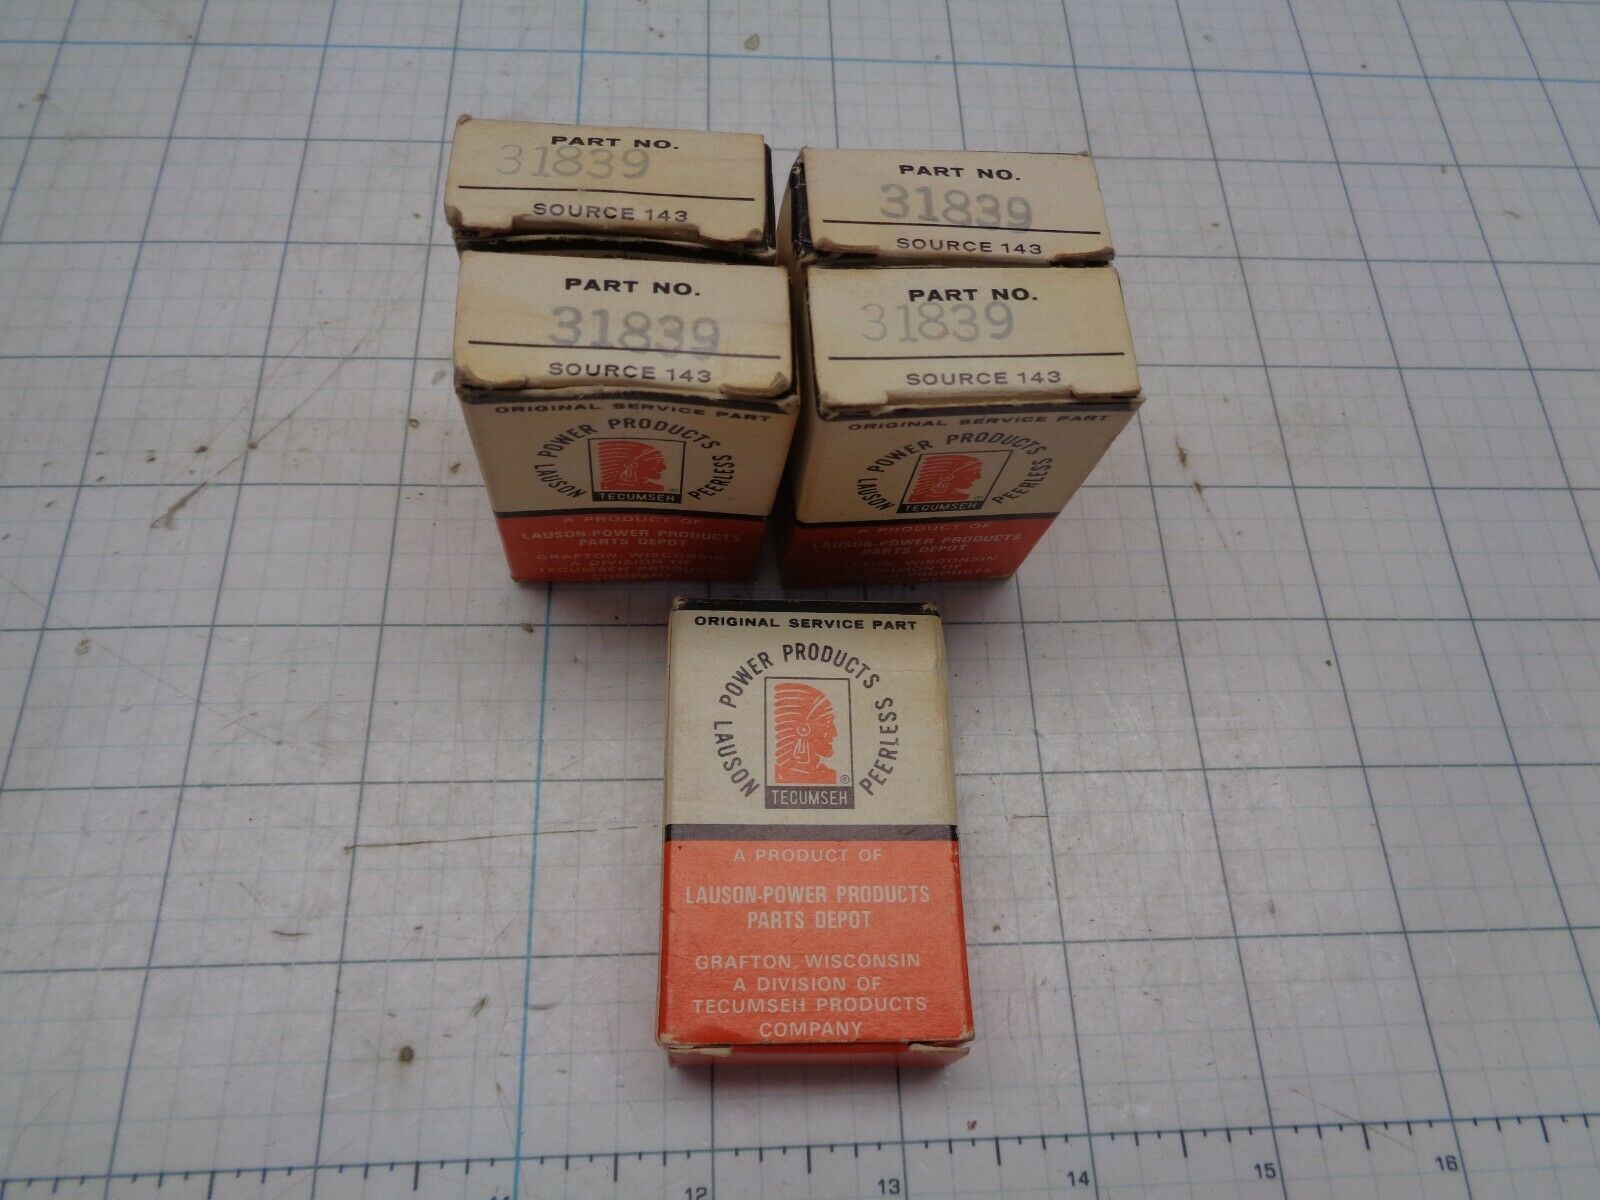 PART NO.
31839
SOURCE 143
PART NO.
31839
SOURCE 143
PART NO.
31839
SOURCE 143
ORIGINAL SERVICE PART
LAUSON POWER PRODUCTS PEERLESS
TECUMSEH ®
A PRODUCT OF
LAUSON-POWER PRODUCTS
PARTS DEPOT
GRAFTON, WISCONSIN
A DIVISION OF
TECUMSEH PRODUCTS
COMPANY
PART NO.
31839
SOURCE 143
ORIGINAL SERVICE PART
LAUSON POWER PRODUCTS PEERLESS
TECUMSEH ®
A PRODUCT OF
LAUSON-POWER PRODUCTS
PARTS DEPOT
GRAFTON, WISCONSIN
DIVISION OF
PRODUCTS
ORIGINAL SERVICE PART
LAUSON POWER PRODUCTS PEERLESS
®
TECUMSEH
A PRODUCT OF
LAUSON-POWER PRODUCTS
PARTS DEPOT
GRAFTON, WISCONSIN
A DIVISION OF
TECUMSEH PRODUCTS
COMPANY
12 13 14 15 16